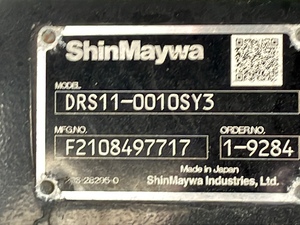 ShinMaywa
MODEL
DRS11-0010SY3
MFG.NO. ORDER.NO.
F2108497717 1-9284
Made in Japan
ShinMaywa Industries, Ltd.